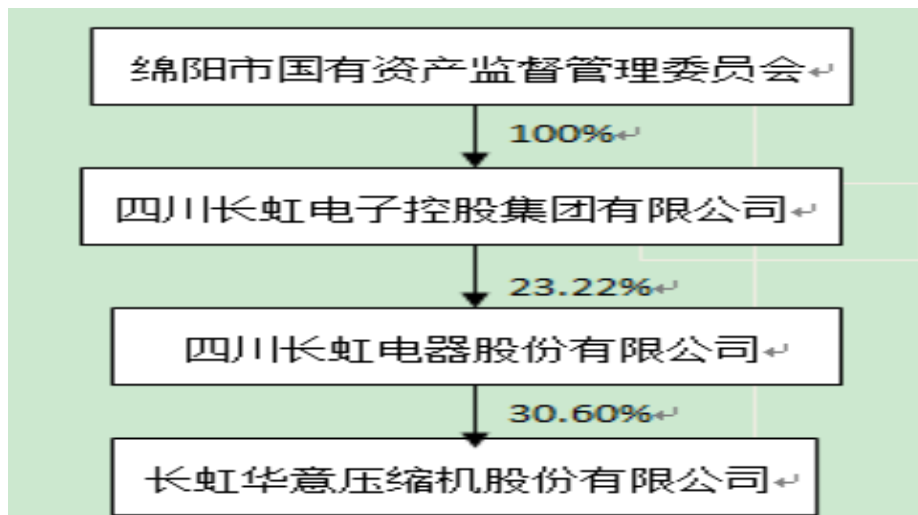 绵阳市国有资产监督管理委员会
100%
四川长虹电子控股集团有限公司
23.22%
四川长虹电器股份有限公司
30.60%
长虹华意压缩机股份有限公司